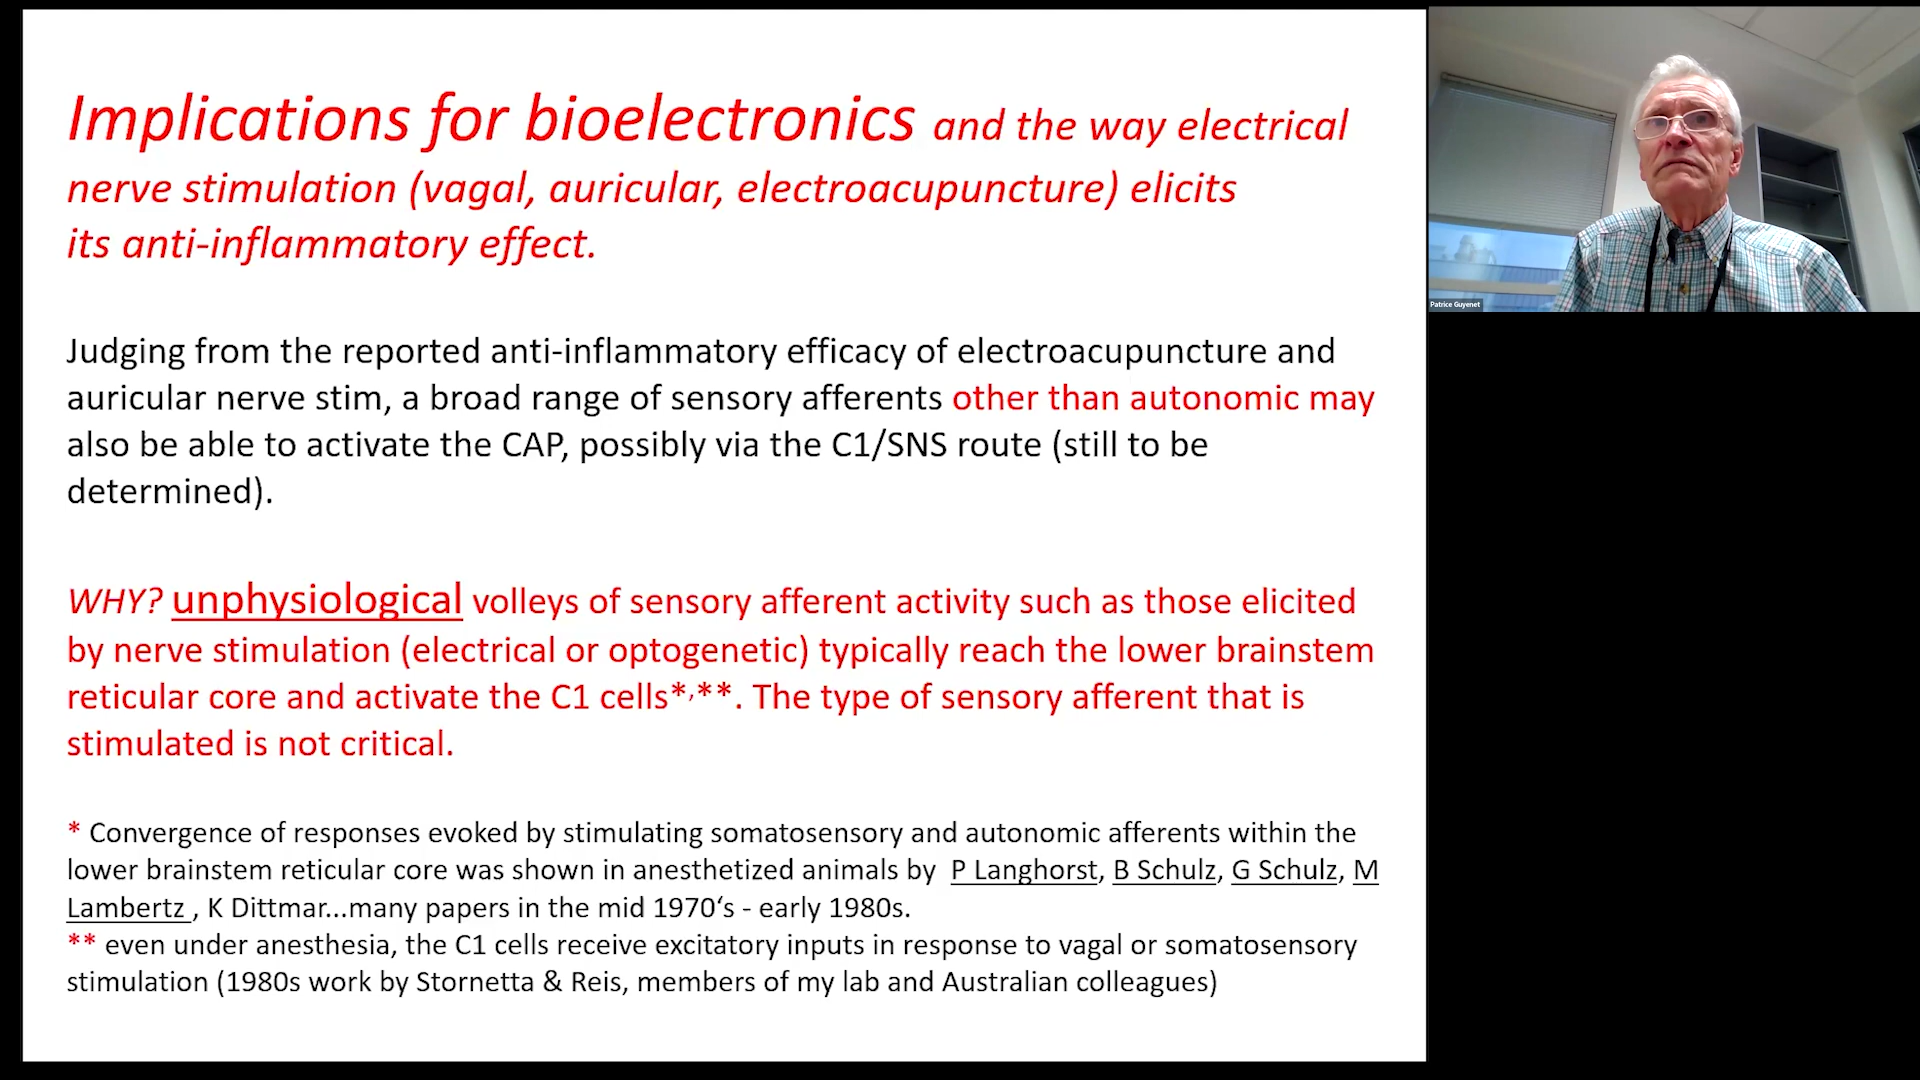 Implications for bioelectronics and the way electrical
nerve stimulation (vagal, auricular, electroacupuncture) elicits
its anti-inflammatory effect.
Judging from the reported anti-inflammatory efficacy of electroacupuncture and
auricular nerve stim, a broad range of sensory afferents other than autonomic may
also be able to activate the CAP, possibly via the C1/SNS route (still to be
determined).
WHY? unphysiological volleys of sensory afferent activity such as those elicited
by nerve stimulation (electrical or optogenetic) typically reach the lower brainstem
reticular core and activate the C1 cells*,**. The type of sensory afferent that is
stimulated is not critical.
* Convergence of responses evoked by stimulating somatosensory and autonomic afferents within the
lower brainstem reticular core was shown in anesthetized animals by  P Langhorst, B Schulz, G Schulz, M
Lambertz , K Dittmar...many papers in the mid 1970‘s - early 1980s.
** even under anesthesia, the C1 cells receive excitatory inputs in response to vagal or somatosensory
stimulation (1980s work by Stornetta & Reis, members of my lab and Australian colleagues)
Patrice Guyenet